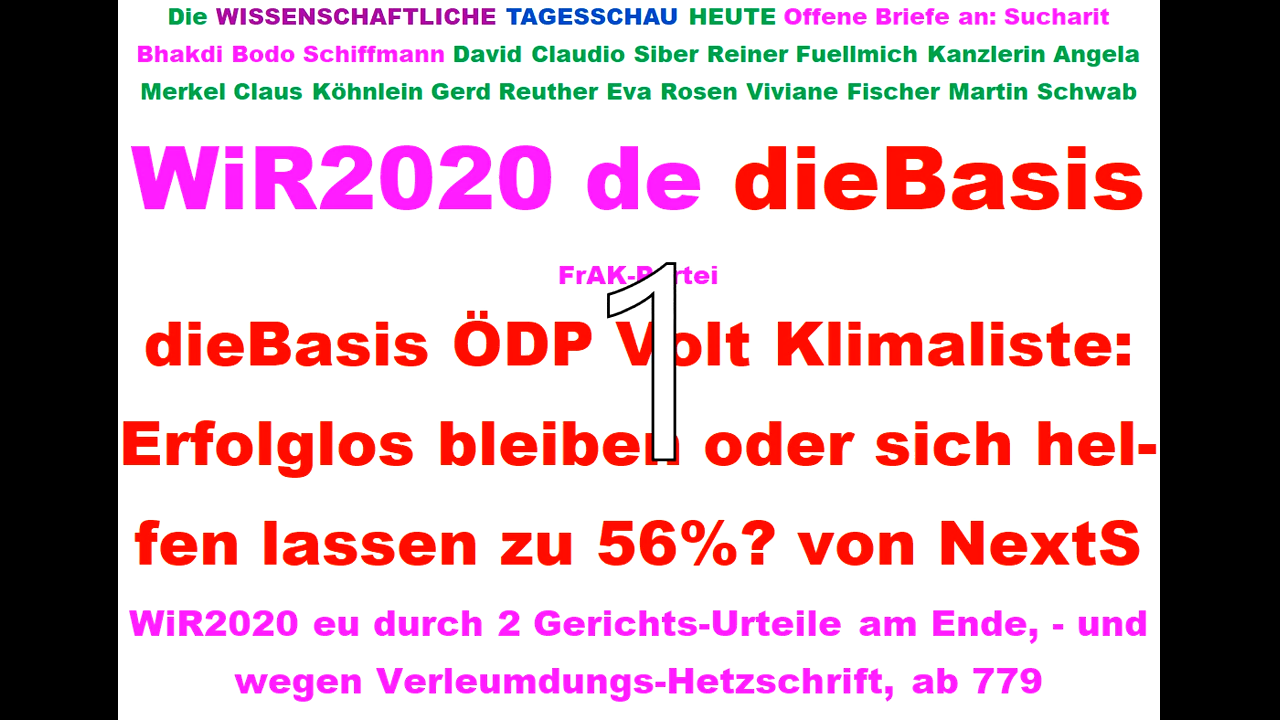 Die WISSENSCHAFTLICHE TAGESSCHAU HEUTE Offene Briefe an: Sucharit
Bhakdi Bodo Schiffmann David Claudio Siber Reiner Fuellmich Kanzlerin Angela
Merkel Claus Köhnlein Gerd Reuther Eva Rosen Viviane Fischer Martin Schwab
WiR2020 de dieBasis
FrAK-Partei
1
dieBasis ÖDP Volt Klimaliste:
Erfolglos bleiben oder sich hel-
fen lassen zu 56%? von NextS
WiR2020 eu durch 2 Gerichts-Urteile am Ende, - und
wegen Verleumdungs-Hetzschrift, ab 779